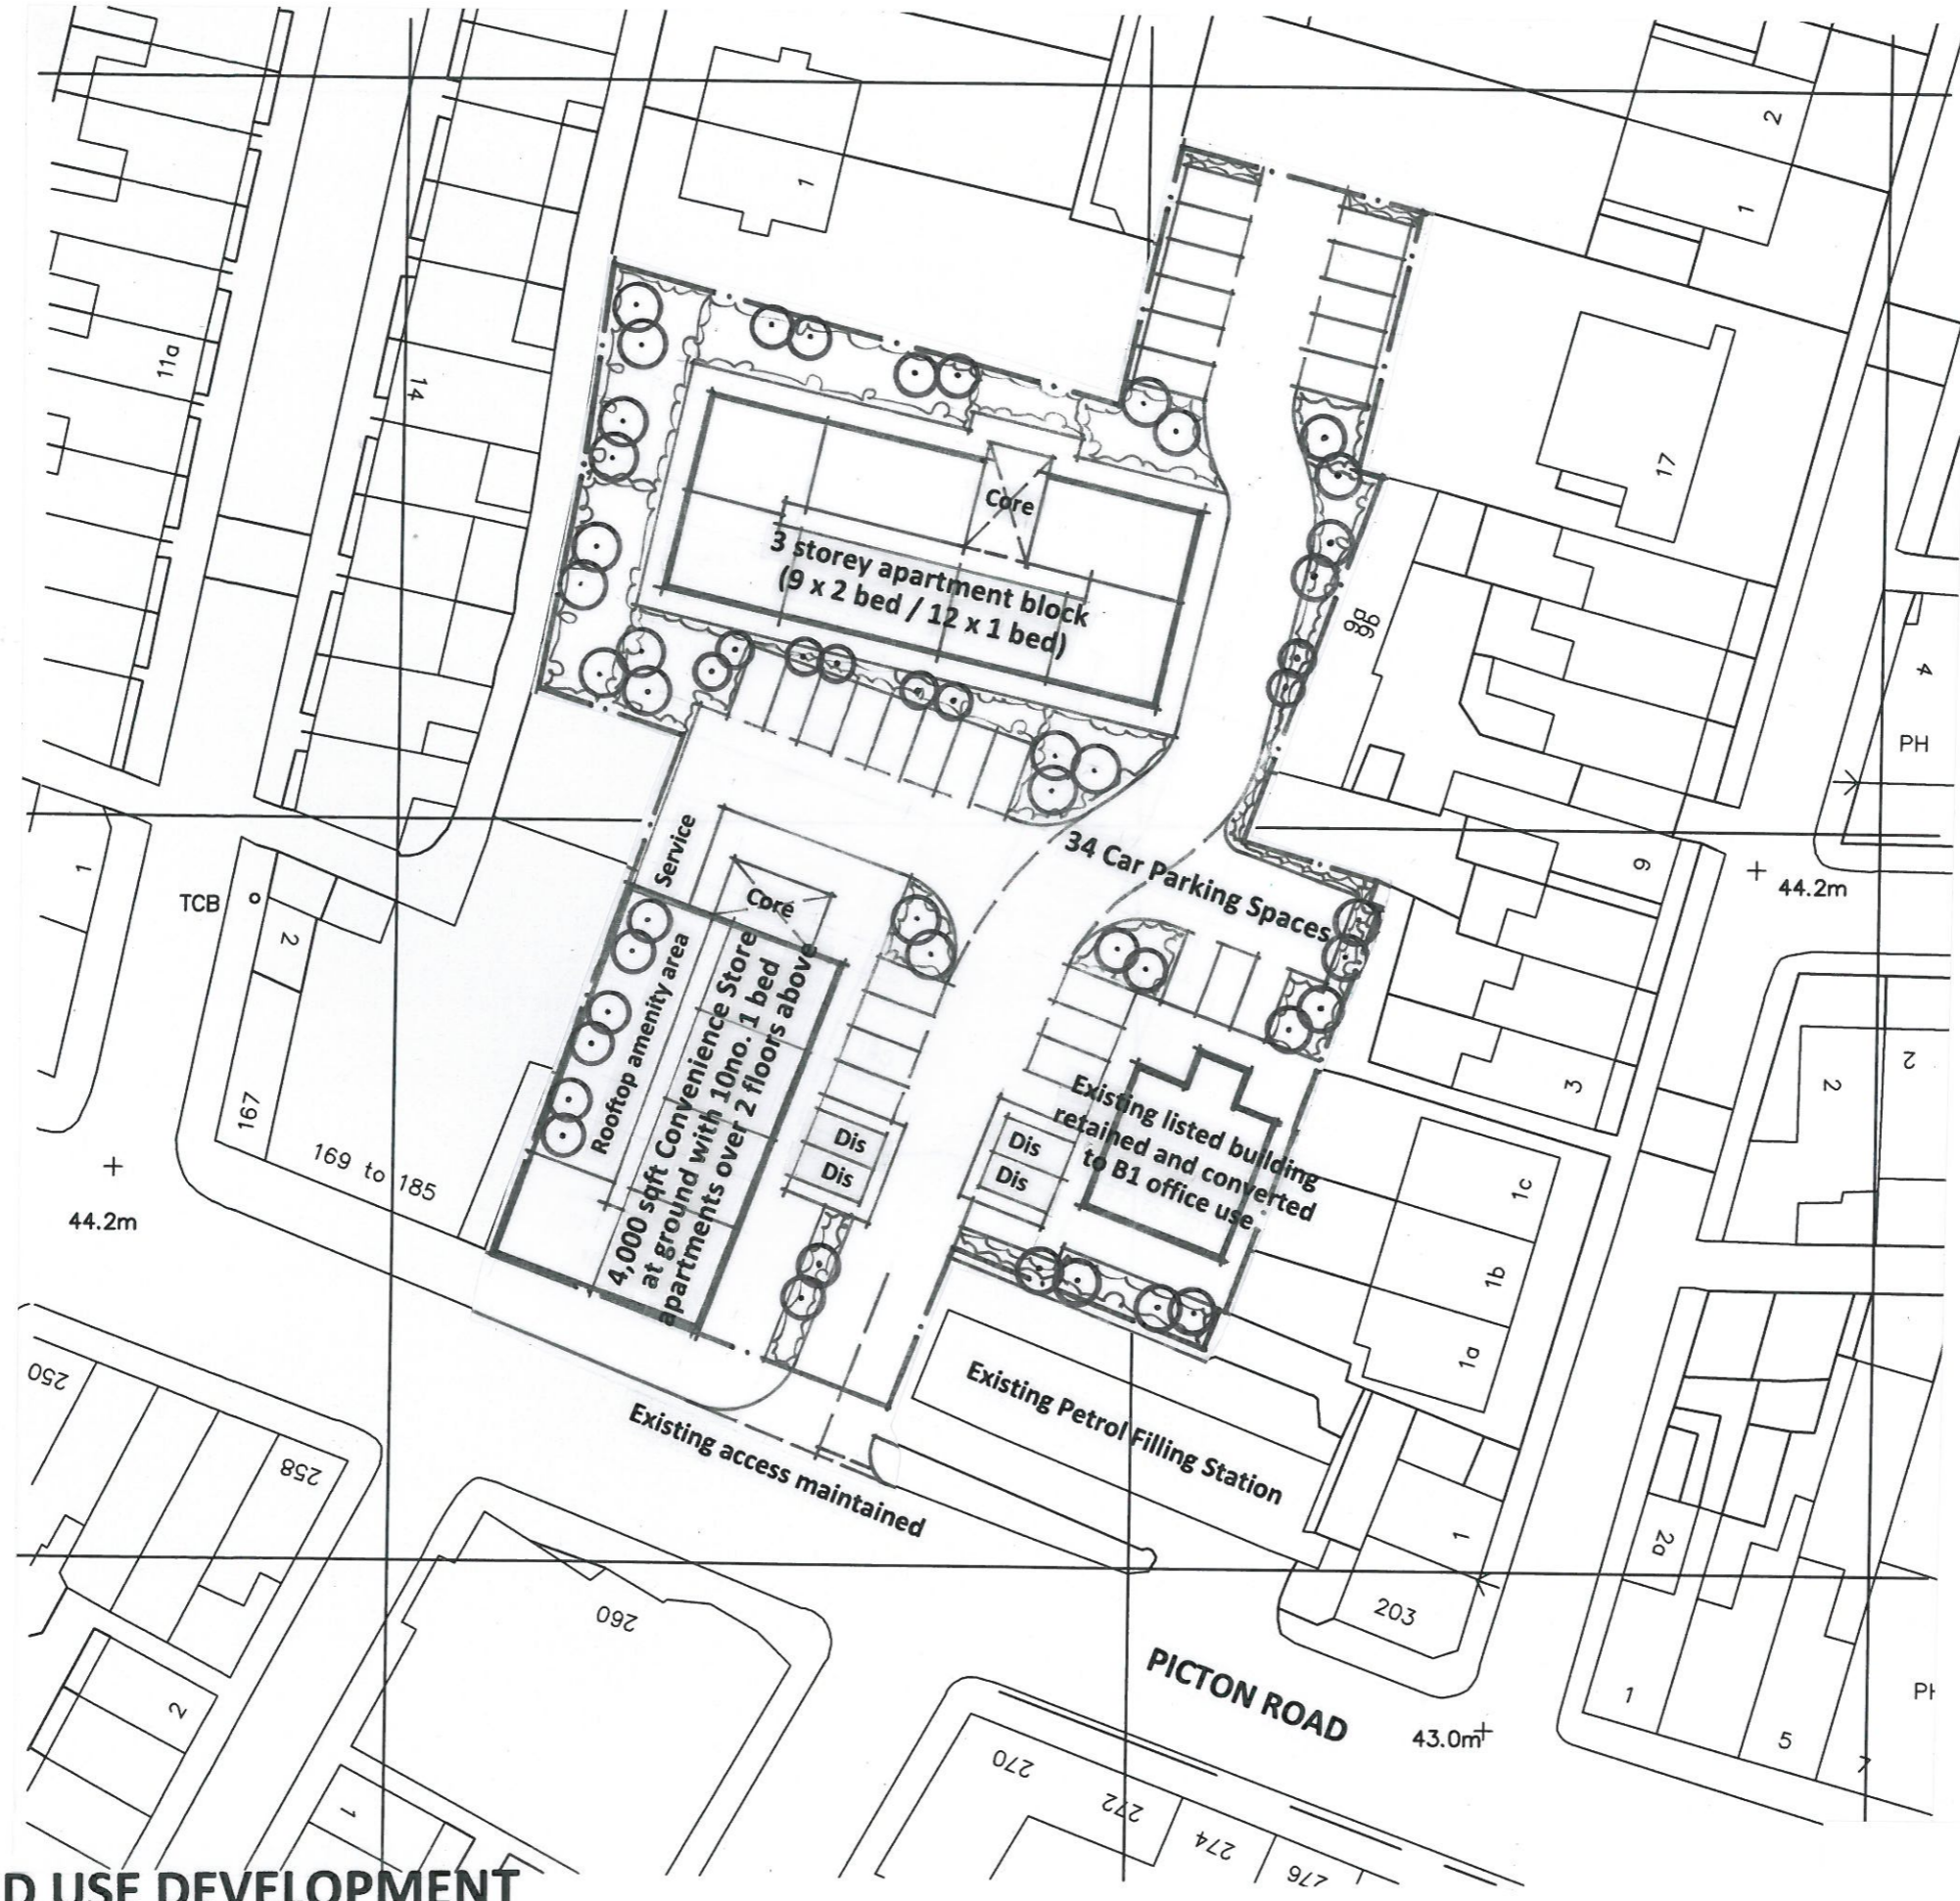 2
1
1
11a
14
17
Core
3 storey apartment block
(9 x 2 bed / 12 x 1 bed)
9a
9b
4
PH
1
Service
34 Car Parking Spaces
6
44.2m
TCB
2
Core
Rooftop amenity area
4,000 sqft Convenience Store
at ground with 10no. 1 bed
apartments over 2 floors above
167
169 to 185
44.2m
Dis
Dis
Dis
Dis
Existing listed building
retained and converted
to B1 office use
3
2
2
1c
1b
1a
250
258
Existing access maintained
Existing Petrol Filling Station
1
2a
203
260
PICTON ROAD
43.0m
1
5
7
2
1
270
272
274
276
D USE DEVELOPMENT